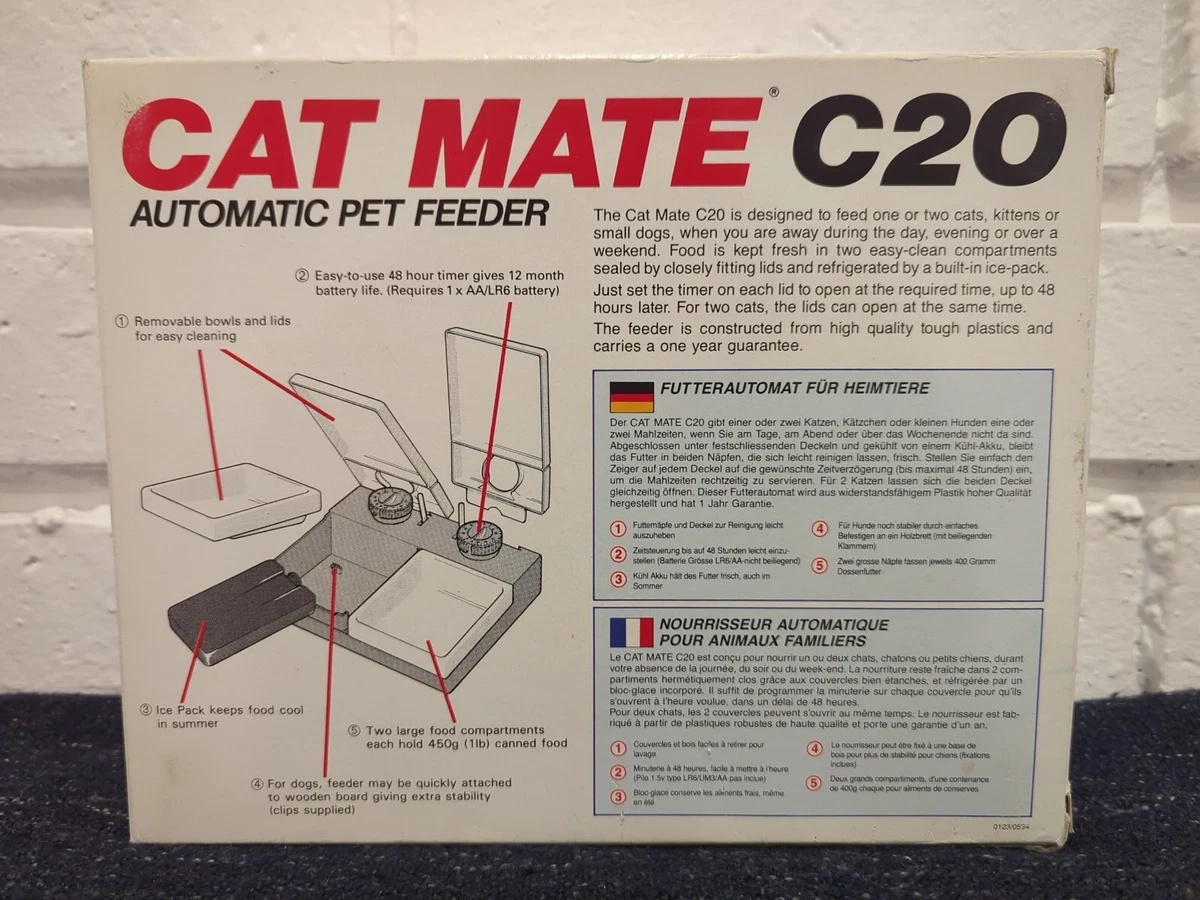 CAT MATE® C20
AUTOMATIC PET FEEDER
② Easy-to-use 48 hour timer gives 12 month
battery life. (Requires 1 x AA/LR6 battery)
① Removable bowls and lids
for easy cleaning
③ Ice Pack keeps food cool
in summer
⑤ Two large food compartments
each hold 450g (1lb) canned food
④ For dogs, feeder may be quickly attached
to wooden board giving extra stability
(clips supplied)
The Cat Mate C20 is designed to feed one or two cats, kittens or
small dogs, when you are away during the day, evening or over a
weekend. Food is kept fresh in two easy-clean compartments
sealed by closely fitting lids and refrigerated by a built-in ice-pack.
Just set the timer on each lid to open at the required time, up to 48
hours later. For two cats, the lids can open at the same time.
The feeder is constructed from high quality tough plastics and
carries a one year guarantee.
FUTTERAUTOMAT FÜR HEIMTIERE
Der CAT MATE C20 gibt einer oder zwei Katzen, Kätzchen oder kleinen Hunden eine oder
zwei Mahlzeiten, wenn Sie am Tage, am Abend oder über das Wochenende nicht da sind.
Abgeschlossen unter festschliessenden Deckeln und gekühlt von einem Kühl-Akku, bleibt
das Futter in beiden Näpfen, die sich leicht reinigen lassen, frisch. Stellen Sie einfach den
Zeiger auf jedem Deckel auf die gewünschte Zeitverzögerung (bis maximal 48 Stunden) ein,
um die Mahlzeiten rechtzeitig zu servieren. Für 2 Katzen lassen sich die beiden Deckel
gleichzeitig öffnen. Dieser Futterautomat wird aus widerstandsfähigem Plastik hoher Qualität
hergestellt und hat 1 Jahr Garantie.
① Futternäpfe und Deckel zur Reinigung leicht
auszuheben
② Zeitsteuerung bis auf 48 Stunden leicht einzu-
stellen (Batterie Grösse LR6/AA-nicht beiliegend)
③ Kühl Akku hält des Futter frisch, auch im
Sommer
④ Für Hunde noch stabiler durch einfaches
Befestigen an ein Holzbrett (mit beiliegenden
Klammern)
⑤ Zwei grosse Näpfe fassen jeweils 400 Gramm
Dossenfutter
NOURRISSEUR AUTOMATIQUE
POUR ANIMAUX FAMILIERS
Le CAT MATE C20 est conçu pour nourrir un ou deux chats, chatons ou petits chiens, durant
votre absence de la journée, du soir ou du week-end. La nourriture reste fraîche dans 2 com-
partiments hermétiquement clos grâce aux couvercles bien étanches, et réfrigérée par un
bloc-glace incorporé. Il suffit de programmer la minuterie sur chaque couvercle pour qu'ils
s'ouvrent à l'heure voulue, dans un délai de 48 heures.
Pour deux chats, les 2 couvercles peuvent s'ouvrir au même temps. Le nourrisseur est fab-
riqué à partir de plastiques robustes de haute qualité et porte une garantie d'un an.
① Couvercles et bols faciles à retirer pour
lavage
② Minuterie à 48 heures, facile à mettre à l'heure
(Pile 1.5v type LR6/UM3/AA-pas inclue)
③ Bloc-glace conserve les aliments frais, même
en été
④ Le nourrisseur peut être fixé à une base de
bois pour plus de stabilité pour chiens (fixations
inclues)
⑤ Deux grands compartiments, d'une contenance
de 400g chaque pour aliments de conserves
0123/0594